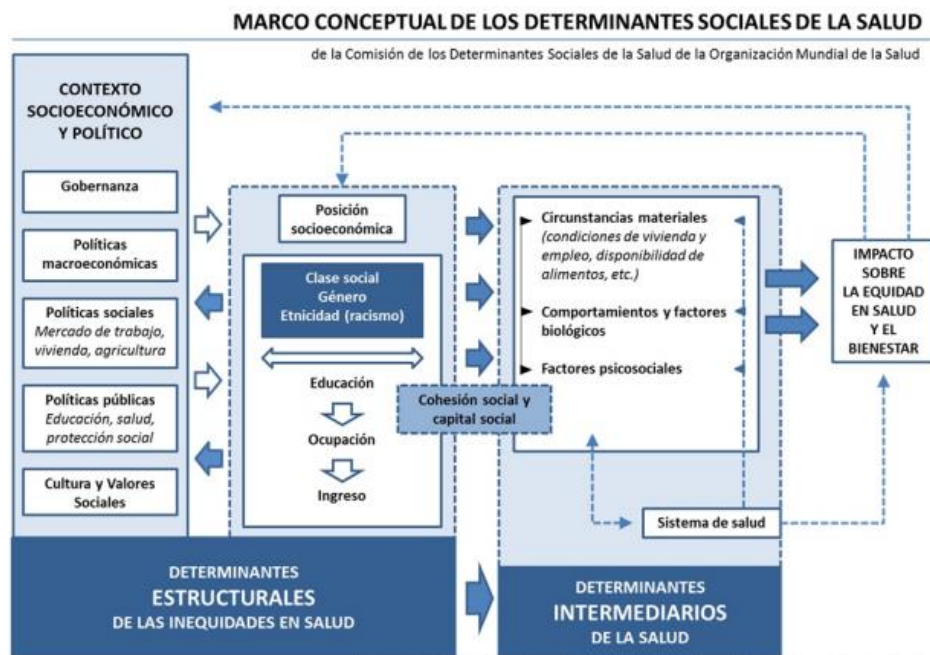 MARCO CONCEPTUAL DE LOS DETERMINANTES SOCIALES DE LA SALUD
de la Comisión de los Determinantes Sociales de la Salud de la Organización Mundial de la Salud
CONTEXTO
SOCIOECONÓMICO
Y POLÍTICO
Gobernanza
Políticas
macroeconómicas
Políticas sociales
Mercado de trabajo,
vivienda, agricultura
Políticas públicas
Educación, salud,
protección social
Cultura y Valores
Sociales
Posición
socioeconómica
Clase social
Género
Etnicidad (racismo)
Educación
Ocupación
Ingreso
Cohesión social y
capital social
Circunstancias materiales
(condiciones de vivienda y
empleo, disponibilidad de
alimentos, etc.)
Comportamientos y factores
biológicos
Factores psicosociales
Sistema de salud
IMPACTO
SOBRE
LA EQUIDAD
EN SALUD
Y EL
BIENESTAR
DETERMINANTES
ESTRUCTURALES
DE LAS INEQUIDADES EN SALUD
DETERMINANTES
INTERMEDIARIOS
DE LA SALUD